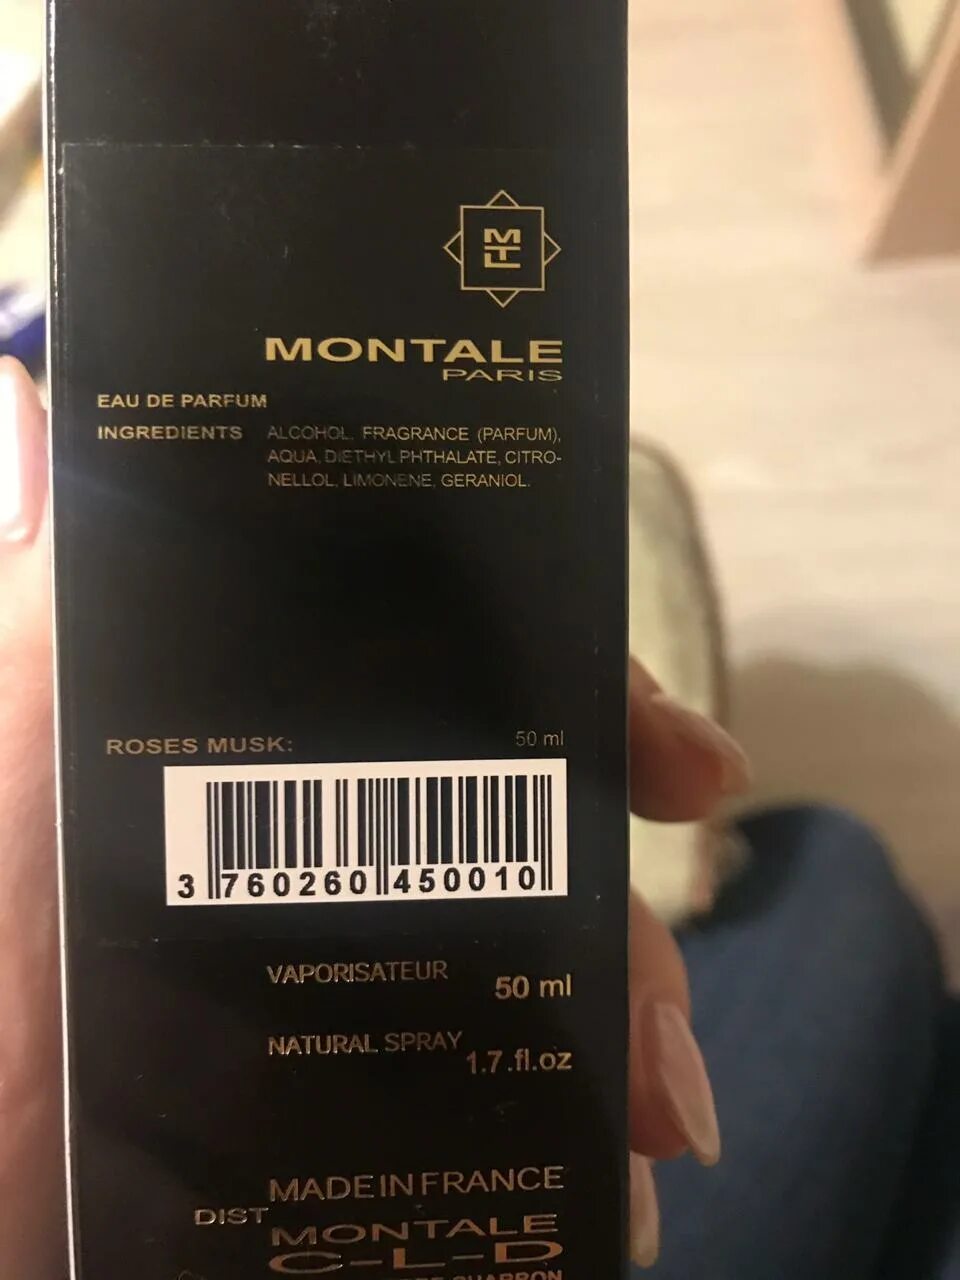 MTL
MONTALE
PARIS
EAU DE PARFUM
INGREDIENTS ALCOHOL, FRAGRANCE (PARFUM),
AQUA, DIETHYL PHTHALATE, CITRO-
NELLOL, LIMONENE, GERANIOL.
ROSES MUSK: 50 ml
3 760260 450010
VAPORISATEUR 50 ml
NATURAL SPRAY 1.7.fl.oz
MADE IN FRANCE
DIST MONTALE
C-L-D